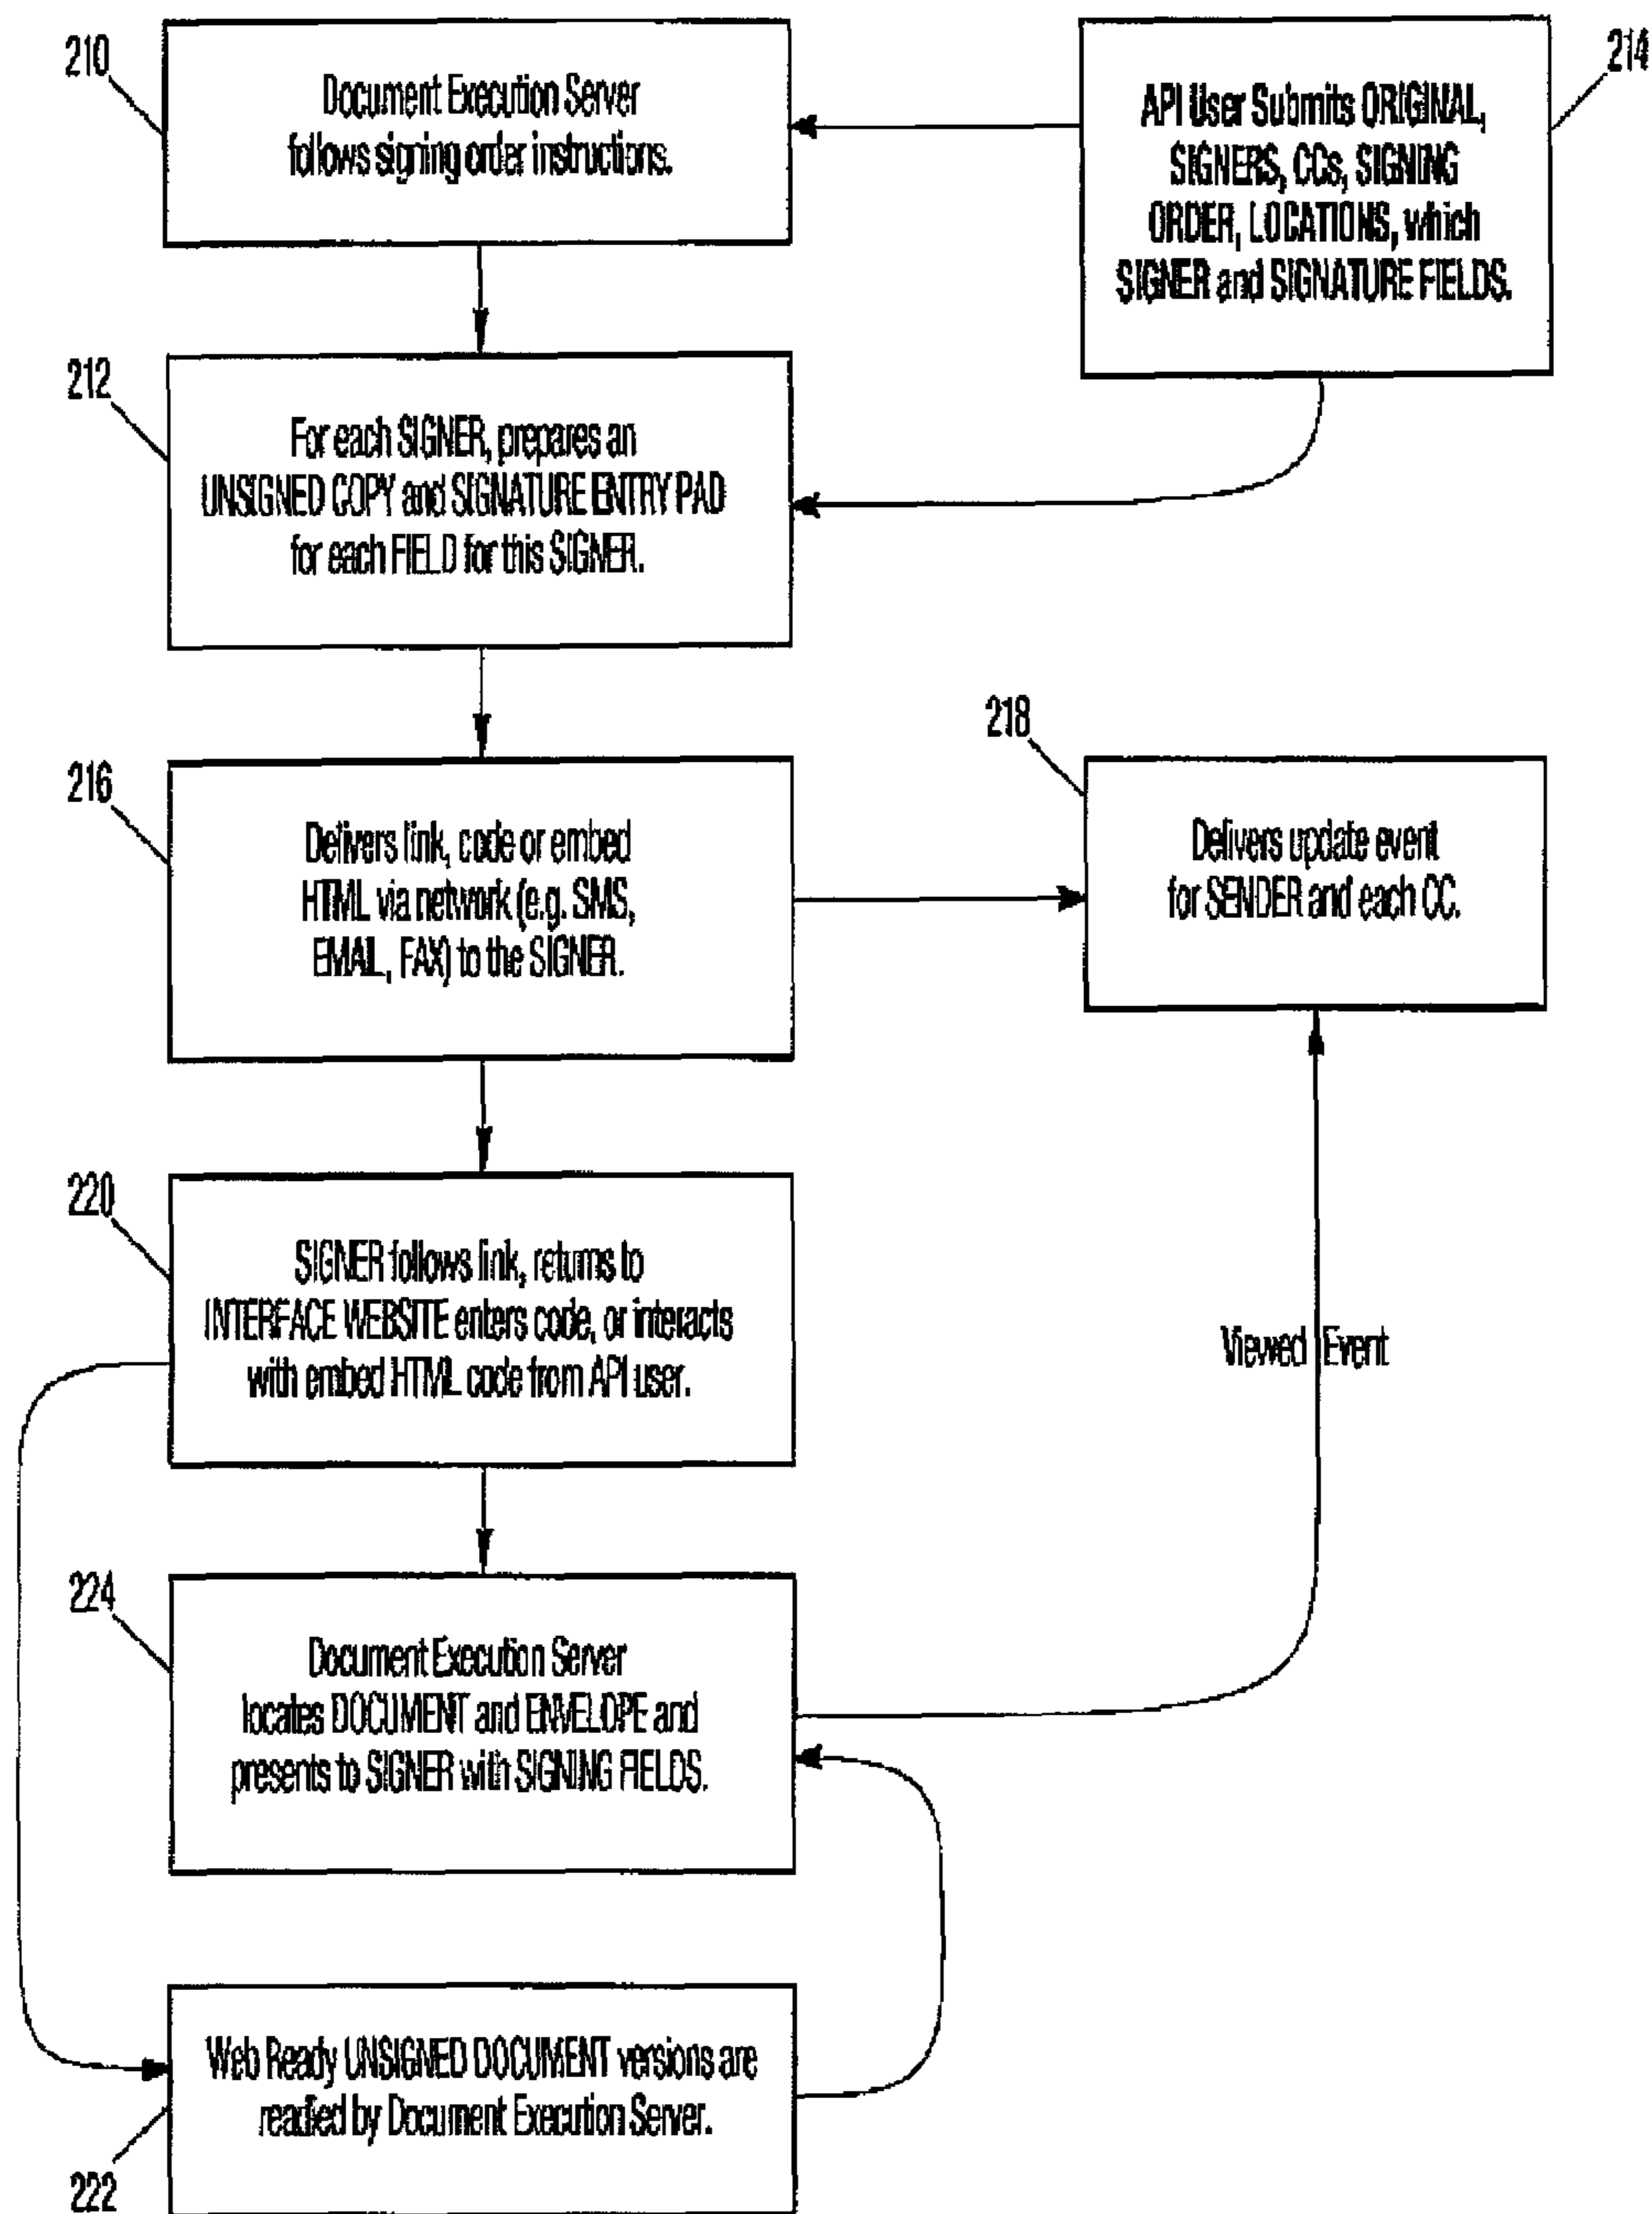 210
Document Execution Server
follows signing order instructions.
214
API User Submits ORIGINAL,
SIGNERS, CCs, SIGNING
ORDER, LOCATIONS, which
SIGNER and SIGNATURE FIELDS.
212
For each SIGNER, prepares an
UNSIGNED COPY and SIGNATURE ENTRY PAD
for each FIELD for this SIGNER.
216
Delivers link, code or embed
HTML via network (e.g. SMS,
EMAIL, FAX) to the SIGNER.
218
Delivers update event
for SENDER and each CC.
220
SIGNER follows link, returns to
INTERFACE WEBSITE enters code, or interacts
with embed HTML code from API user.
Viewed Event
224
Document Execution Server
locates DOCUMENT and ENVELOPE and
presents to SIGNER with SIGNING FIELDS.
Web Ready UNSIGNED DOCUMENT versions are
readied by Document Execution Server.
222